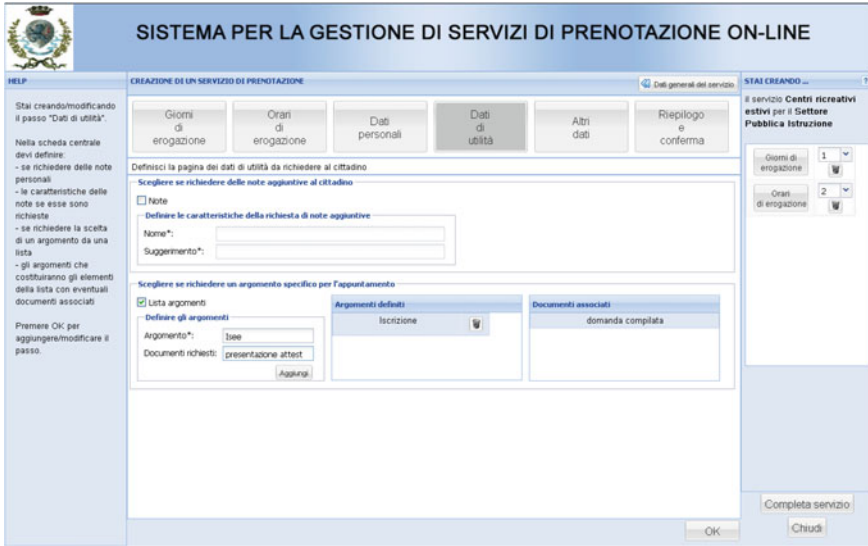 SISTEMA PER LA GESTIONE DI SERVIZI DI PRENOTAZIONE ON-LINE
HELP
Stai creando/modificando
il passo "Dati di utilità".
Nella scheda centrale
devi definire:
- se richiedere delle note
personali
- le caratteristiche delle
note se esse sono
richieste
- se richiedere la scelta
di un argomento da una
lista
- gli argomenti che
costituiranno gli elementi
della lista con eventuali
documenti associati
Premere OK per
aggiungere/modificare il
passo.
CREAZIONE DI UN SERVIZIO DI PRENOTAZIONE
Dati generali del servizio
Giorni
di
erogazione
Orari
di
erogazione
Dati
personali
Dati
di
utilità
Altri
dati
Riepilogo
e
conferma
Definisci la pagina dei dati di utilità da richiedere al cittadino
Scegliere se richiedere delle note aggiuntive al cittadino
Note
Definire le caratteristiche della richiesta di note aggiuntive
Nome*:
Suggerimento*:
Scegliere se richiedere un argomento specifico per l'appuntamento
Lista argomenti
Definire gli argomenti
Argomento*: Isee
Documenti richiesti: presentazione attest
Aggiungi
Argomenti definiti
Iscrizione
Documenti associati
domanda compilata
OK
STAI CREANDO ... ?
il servizio Centri ricreativi
estivi per il Settore
Pubblica Istruzione
Giorni di
erogazione
1
Orari
di erogazione
2
Completa servizio
Chiudi